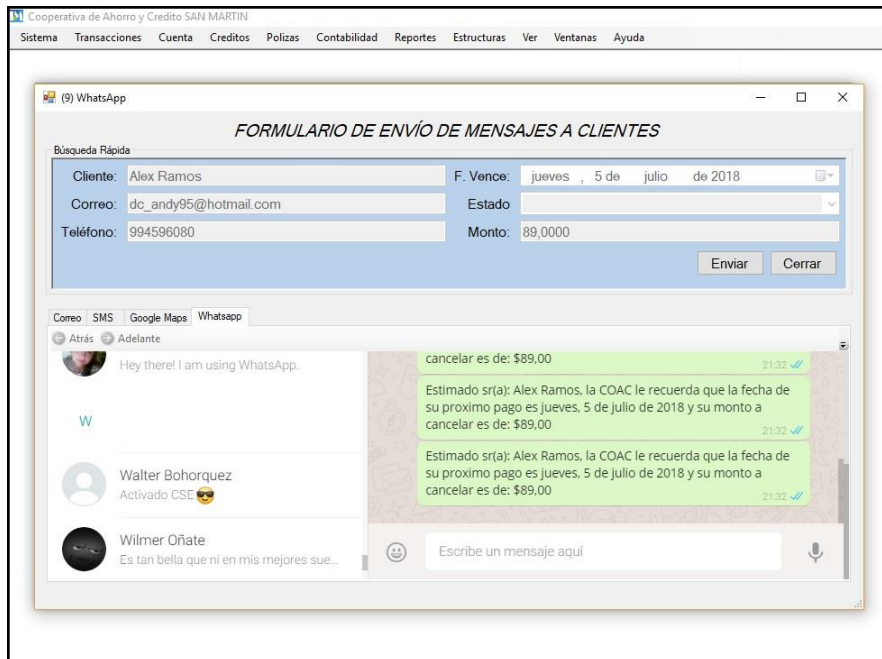 Cooperativa de Ahorro y Credito SAN MARTIN
Sistema Transacciones Cuenta Creditos Polizas Contabilidad Reportes Estructuras Ver Ventanas Ayuda
(9) WhatsApp
FORMULARIO DE ENVÍO DE MENSAJES A CLIENTES
Búsqueda Rápida
Cliente: Alex Ramos F. Vence: jueves , 5 de julio de 2018
Correo: dc_andy95@hotmail.com Estado
Teléfono: 994596080 Monto: 89,0000
Enviar Cerrar
Correo SMS Google Maps Whatsapp
Atrás Adelante
Hey there! I am using WhatsApp.
W
Walter Bohorquez
Activado CSE😎
Wilmer Oñate
Es tan bella que ni en mis mejores sue...
cancelar es de: $89,00
21:32
Estimado sr(a): Alex Ramos, la COAC le recuerda que la fecha de
su proximo pago es jueves, 5 de julio de 2018 y su monto a
cancelar es de: $89,00
21:32
Estimado sr(a): Alex Ramos, la COAC le recuerda que la fecha de
su proximo pago es jueves, 5 de julio de 2018 y su monto a
cancelar es de: $89,00
21:32
Escribe un mensaje aquí